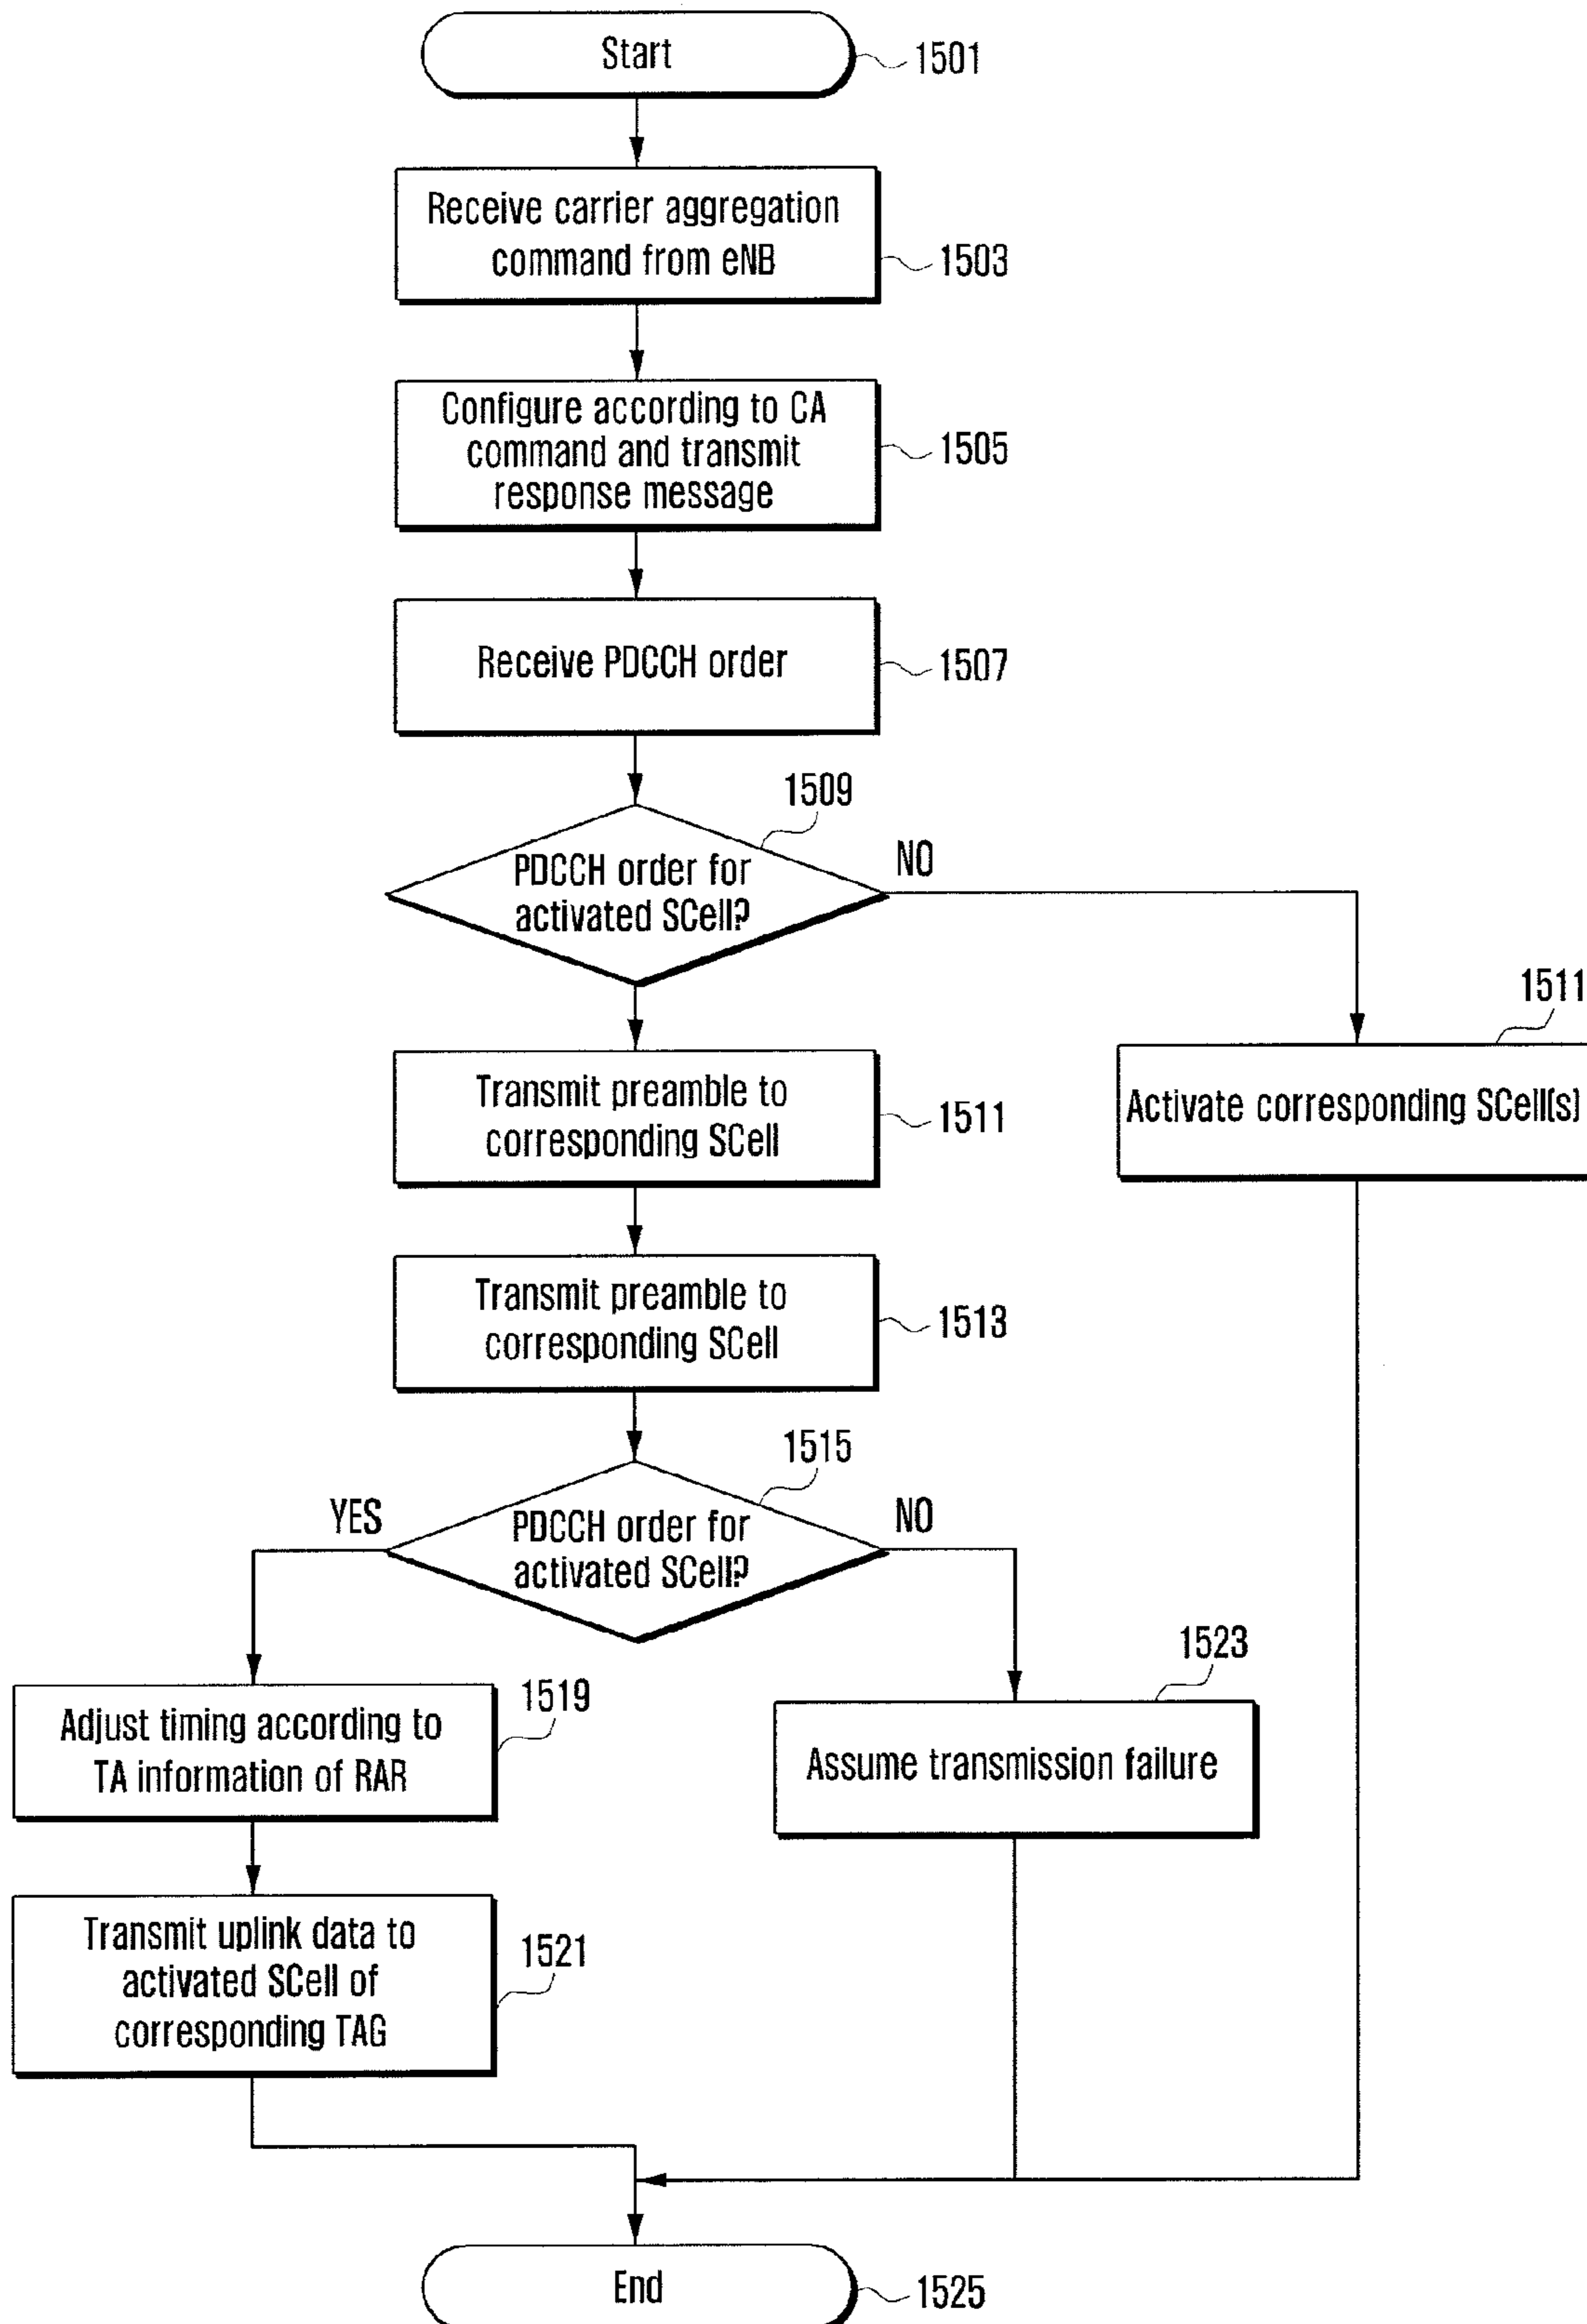 Start
1501
Receive carrier aggregation
command from eNB
1503
Configure according to CA
command and transmit
response message
1505
Receive PDCCH order
1507
1509
PDCCH order for
activated SCell?
NO
1511
Activate corresponding SCell(s)
Transmit preamble to
corresponding SCell
1511
Transmit preamble to
corresponding SCell
1513
1515
YES
PDCCH order for
activated SCell?
NO
1519
Adjust timing according to
TA information of RAR
1523
Assume transmission failure
Transmit uplink data to
activated SCell of
corresponding TAG
1521
End
1525